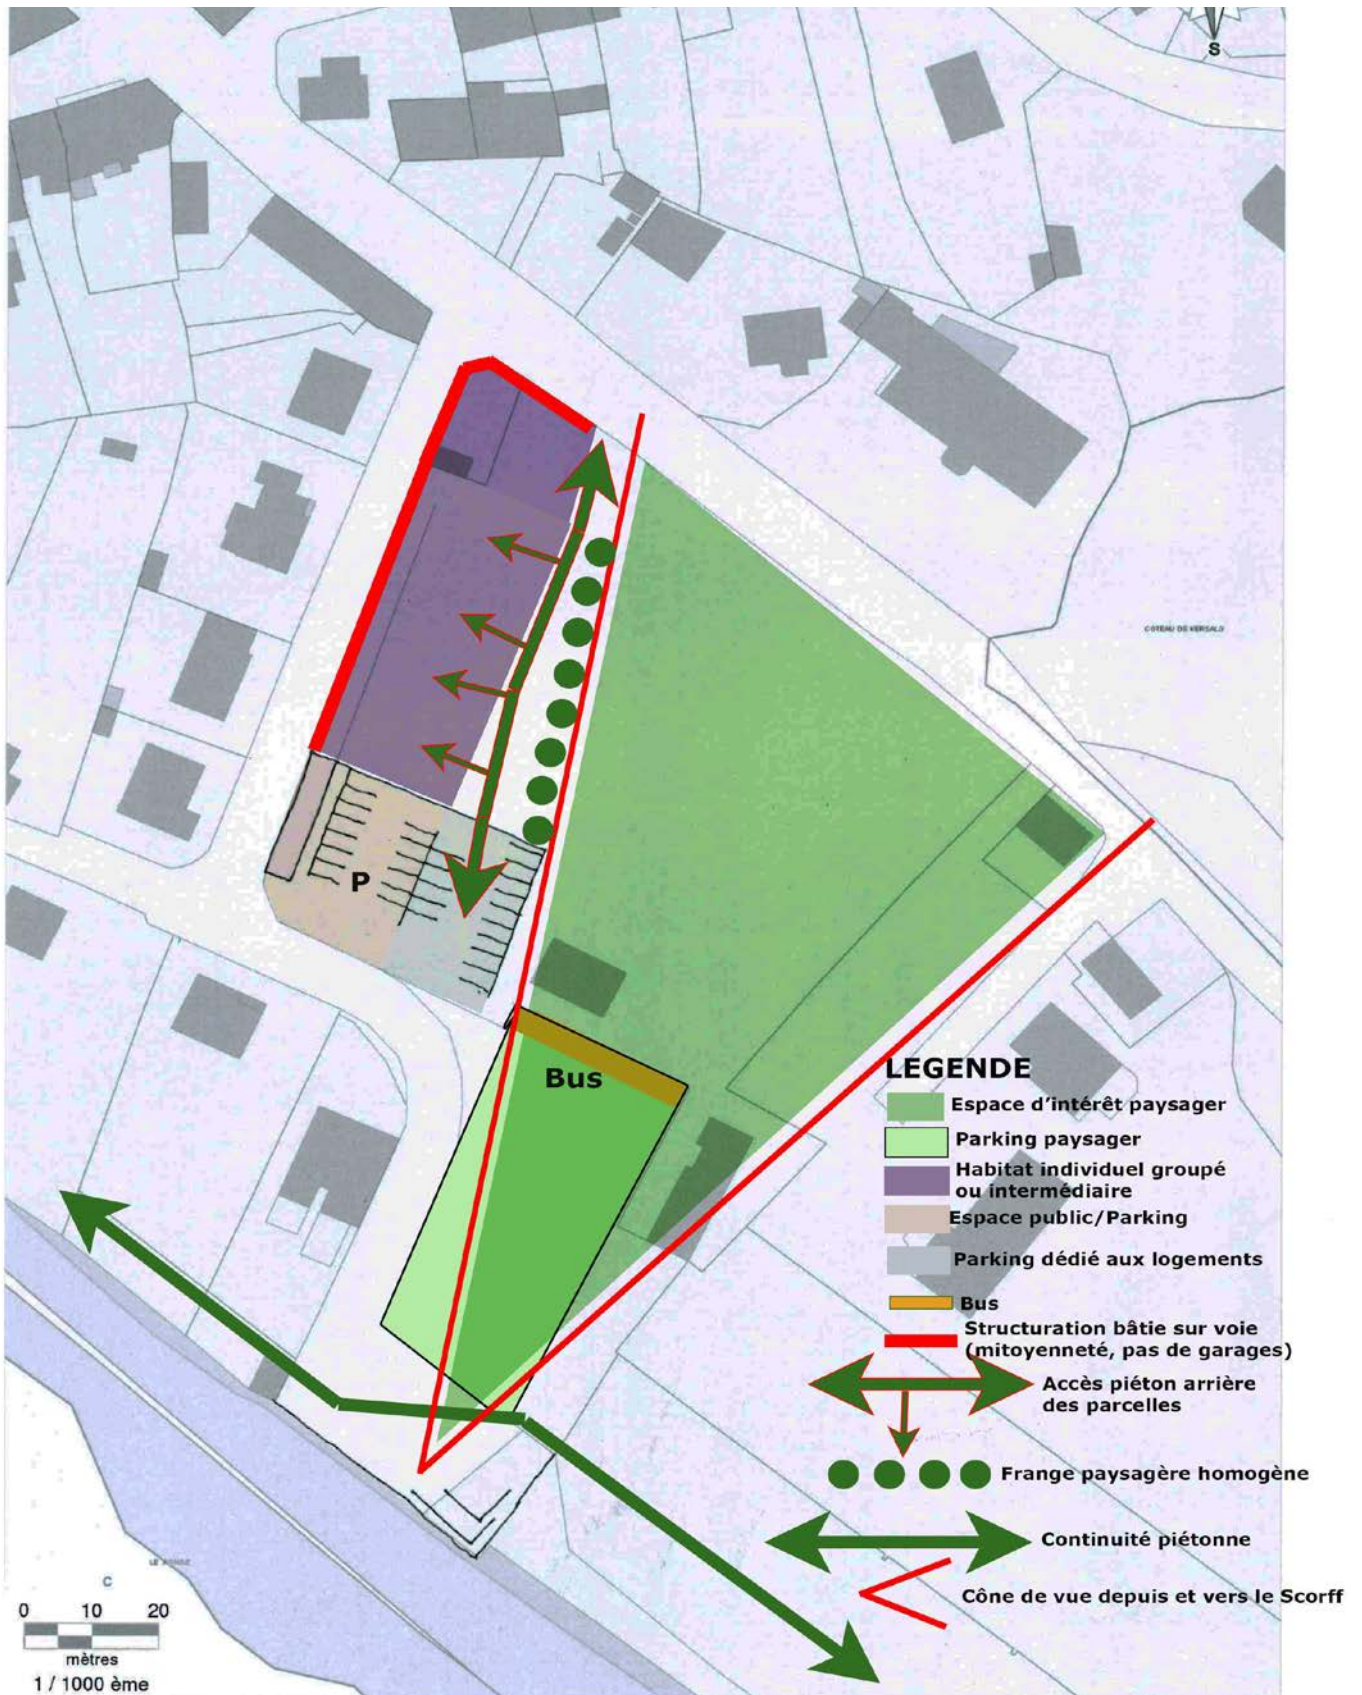 S
COTEAU DE VERSALO
P
Bus
LEGENDE
Espace d'intérêt paysager
Parking paysager
Habitat individuel groupé
ou intermédiaire
Espace public/Parking
Parking dédié aux logements
Bus
Structuration bâtie sur voie
(mitoyenneté, pas de garages)
Accès piéton arrière
des parcelles
Frange paysagère homogène
Continuité piétonne
Cône de vue depuis et vers le Scorff
C
0 10 20
mètres
1 / 1000 ème